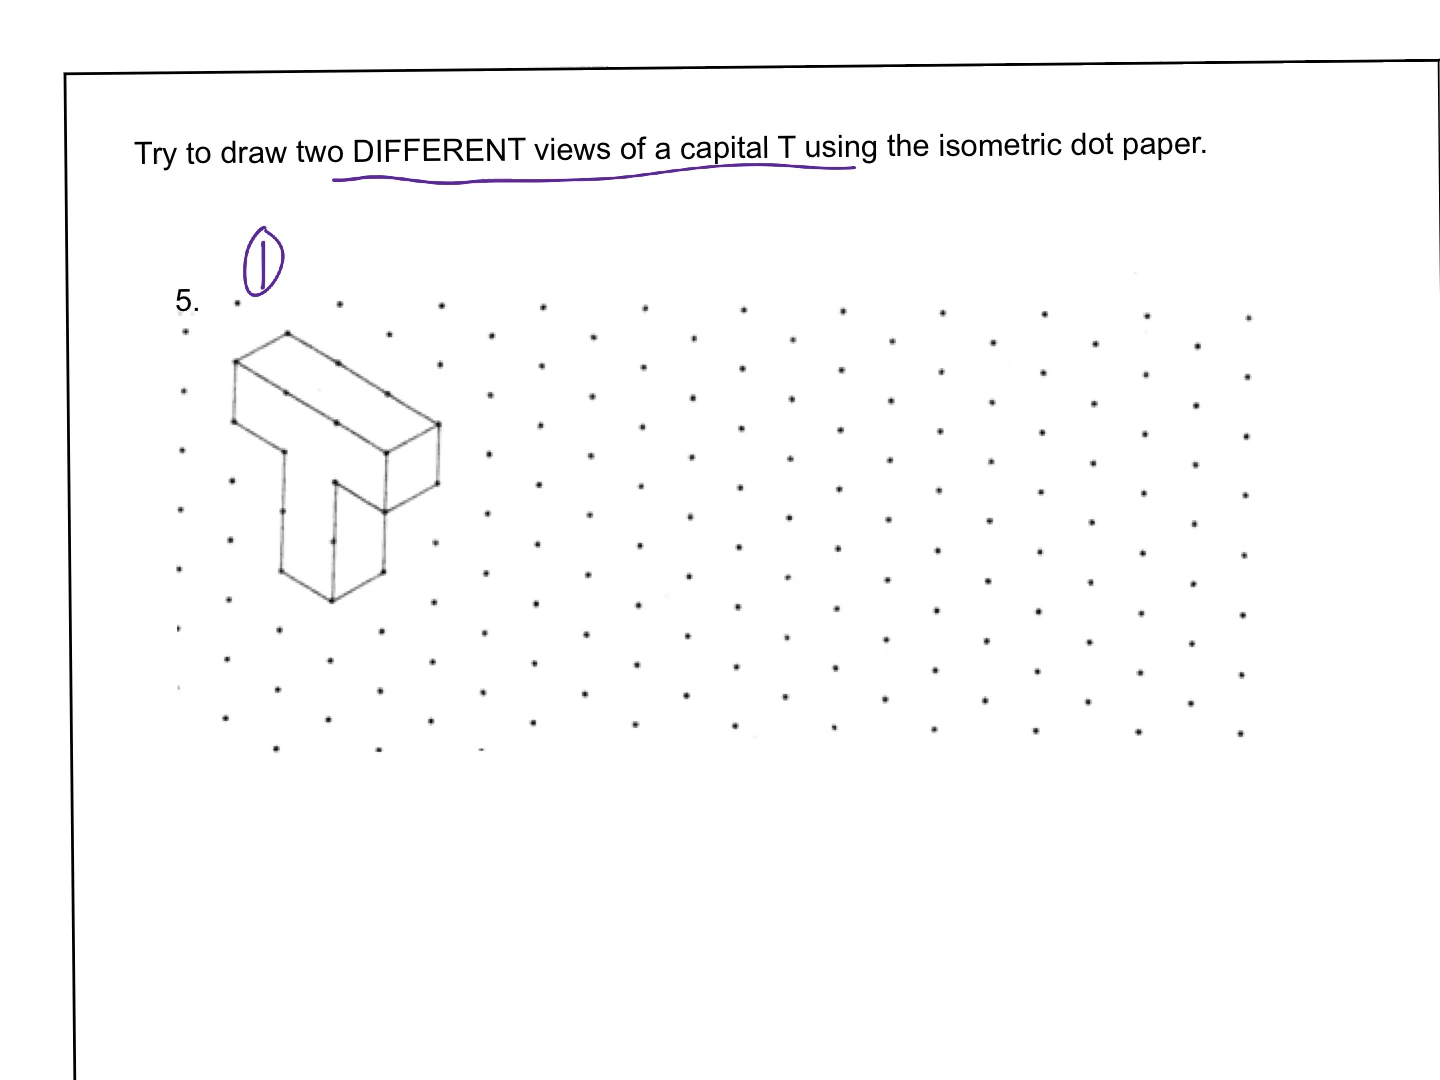 Try to draw two DIFFERENT views of a capital T using the isometric dot paper.
1
5.